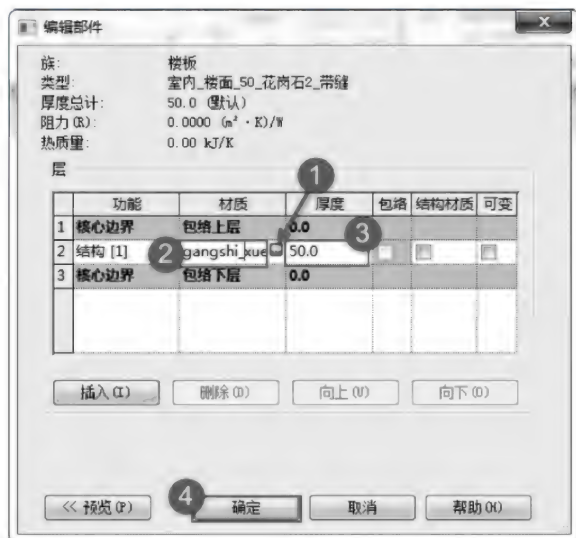 编辑部件
X
族: 楼板
类型: 室内_楼面_50_花岗石2_带缝
厚度总计: 50.0 (默认)
阻力(R): 0.0000 (m²·K)/W
热质量: 0.00 kJ/K
层
1
功能 材质 厚度 包络 结构材质 可变
1 核心边界 包络上层 0.0
3
2 结构 [1] 2 gangshi_xue 50.0
3 核心边界 包络下层 0.0
插入(I) 删除(D) 向上(U) 向下(O)
4
<< 预览(P) 确定 取消 帮助(H)